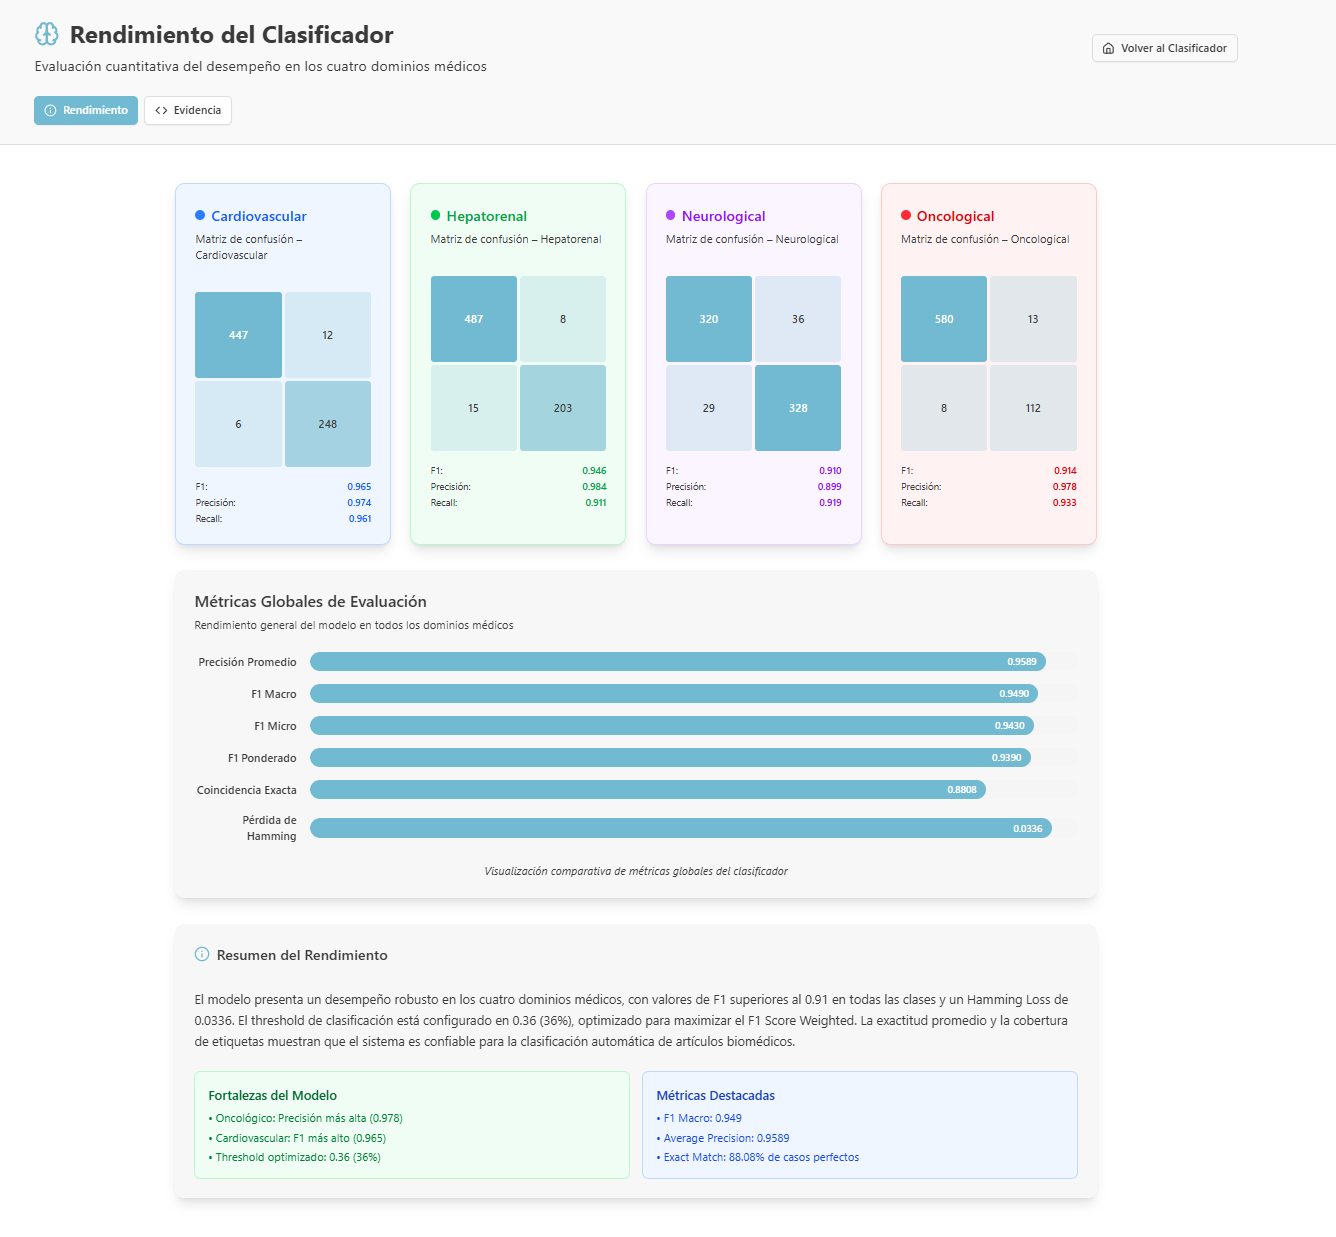 Rendimiento del Clasificador
Evaluación cuantitativa del desempeño en los cuatro dominios médicos
Volver al Clasificador
Rendimiento
Evidencia
Cardiovascular
Matriz de confusión –
Cardiovascular
447
12
6
248
F1:
0.965
Precisión:
0.974
Recall:
0.961
Hepatorenal
Matriz de confusión – Hepatorenal
487
8
15
203
F1:
0.946
Precisión:
0.984
Recall:
0.911
Neurological
Matriz de confusión – Neurological
320
36
29
328
F1:
0.910
Precisión:
0.899
Recall:
0.919
Oncological
Matriz de confusión – Oncological
580
13
8
112
F1:
0.914
Precisión:
0.978
Recall:
0.933
Métricas Globales de Evaluación
Rendimiento general del modelo en todos los dominios médicos
Precisión Promedio
0.9589
F1 Macro
0.9490
F1 Micro
0.9430
F1 Ponderado
0.9390
Coincidencia Exacta
0.8808
Pérdida de
Hamming
0.0336
Visualización comparativa de métricas globales del clasificador
Resumen del Rendimiento
El modelo presenta un desempeño robusto en los cuatro dominios médicos, con valores de F1 superiores al 0.91 en todas las clases y un Hamming Loss de
0.0336. El threshold de clasificación está configurado en 0.36 (36%), optimizado para maximizar el F1 Score Weighted. La exactitud promedio y la cobertura
de etiquetas muestran que el sistema es confiable para la clasificación automática de artículos biomédicos.
Fortalezas del Modelo
• Oncológico: Precisión más alta (0.978)
• Cardiovascular: F1 más alto (0.965)
• Threshold optimizado: 0.36 (36%)
Métricas Destacadas
• F1 Macro: 0.949
• Average Precision: 0.9589
• Exact Match: 88.08% de casos perfectos